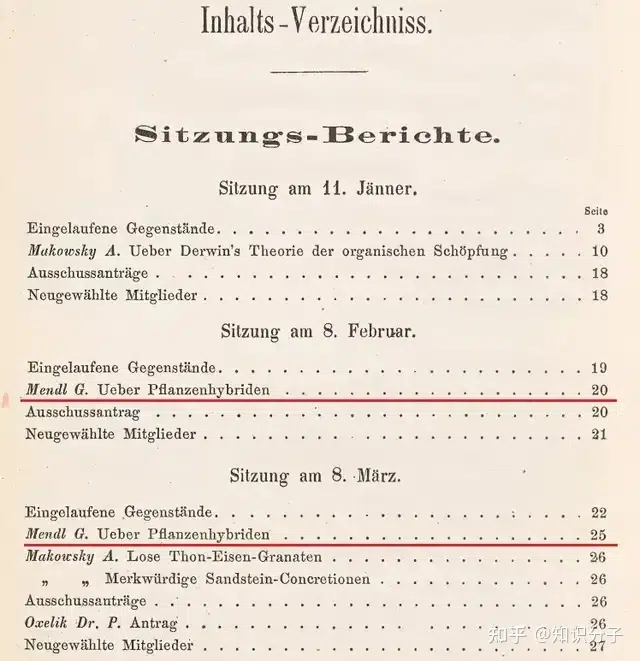 Inhalts-Verzeichniss.
Sitzungs-Berichte.
Sitzung am 11. Jänner.
Seite
Eingelaufene Gegenstände. . . . . . . . . . . . . . . . . . . 3
Makowsky A. Ueber Derwin's Theorie der organischen Schöpfung . . . . . 10
Ausschussanträge . . . . . . . . . . . . . . . . . . . . . . 18
Neugewählte Mitglieder . . . . . . . . . . . . . . . . . . . 18
Sitzung am 8. Februar.
Eingelaufene Gegenstände. . . . . . . . . . . . . . . . . . . 19
Mendl G. Ueber Pflanzenhybriden . . . . . . . . . . . . . . . 20
Ausschussantrag . . . . . . . . . . . . . . . . . . . . . . 20
Neugewählte Mitglieder . . . . . . . . . . . . . . . . . . . 21
Sitzung am 8. März.
Eingelaufene Gegenstände. . . . . . . . . . . . . . . . . . . 22
Mendl G. Ueber Pflanzenhybriden . . . . . . . . . . . . . . . 25
Makowsky A. Lose Thon-Eisen-Granaten . . . . . . . . . . . . 26
„ „ Merkwürdige Sandstein-Concretionen . . . . . . . . . . 26
Ausschussanträge . . . . . . . . . . . . . . . . . . . . . . 26
Oxelik Dr. P. Antrag . . . . . . . . . . . . . . . . . . . . 26
Neugewählte Mitglieder . . . . . . . . . . . . . . . . . . . 27
知乎 @知识分子